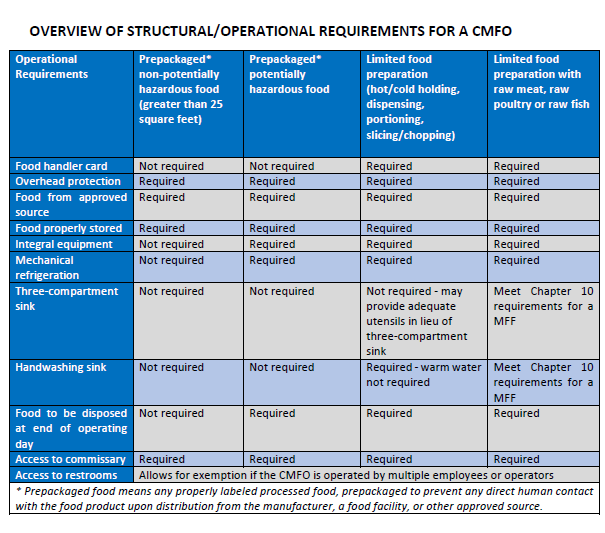 OVERVIEW OF STRUCTURAL/OPERATIONAL REQUIREMENTS FOR A CMFO
Operational Requirements | Prepackaged* non-potentially hazardous food (greater than 25 square feet) | Prepackaged* potentially hazardous food | Limited food preparation (hot/cold holding, dispensing, portioning, slicing/chopping) | Limited food preparation with raw meat, raw poultry or raw fish
Food handler card | Not required | Not required | Required | Required
Overhead protection | Required | Required | Required | Required
Food from approved source | Required | Required | Required | Required
Food properly stored | Required | Required | Required | Required
Integral equipment | Not required | Required | Required | Required
Mechanical refrigeration | Not required | Required | Required | Required
Three-compartment sink | Not required | Not required | Not required - may provide adequate utensils in lieu of three-compartment sink | Meet Chapter 10 requirements for a MFF
Handwashing sink | Not required | Not required | Required - warm water not required | Meet Chapter 10 requirements for a MFF
Food to be disposed at end of operating day | Not required | Required | Required | Required
Access to commissary | Required | Required | Required | Required
Access to restrooms | Allows for exemption if the CMFO is operated by multiple employees or operators
* Prepackaged food means any properly labeled processed food, prepackaged to prevent any direct human contact
with the food product upon distribution from the manufacturer, a food facility, or other approved source.